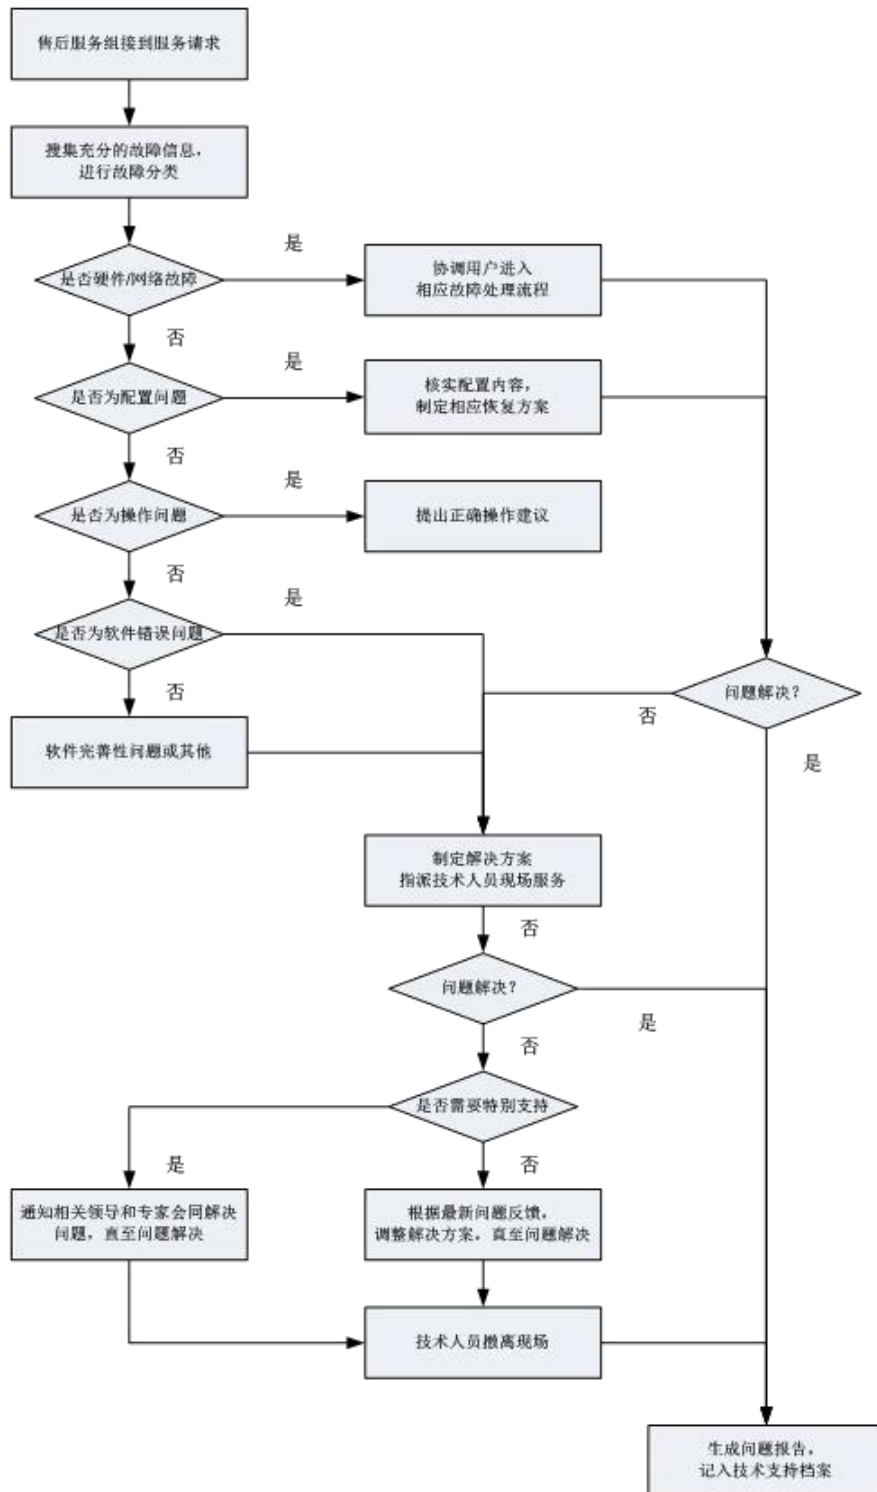 售后服务组接到服务请求
搜集充分的故障信息，
进行故障分类
是
是否硬件/网络故障
协调用户进入
相应故障处理流程
否
是
是否为配置问题
核实配置内容，
制定相应恢复方案
否
是
是否为操作问题
提出正确操作建议
否
是
是否为软件错误问题
否
问题解决？
否
软件完善性问题或其他
是
制定解决方案
指派技术人员现场服务
否
问题解决？
是
否
是否需要特别支持
是
否
通知相关领导和专家会同解决
问题，直至问题解决
根据最新问题反馈，
调整解决方案，直至问题解决
技术人员撤离现场
生成问题报告，
记入技术支持档案